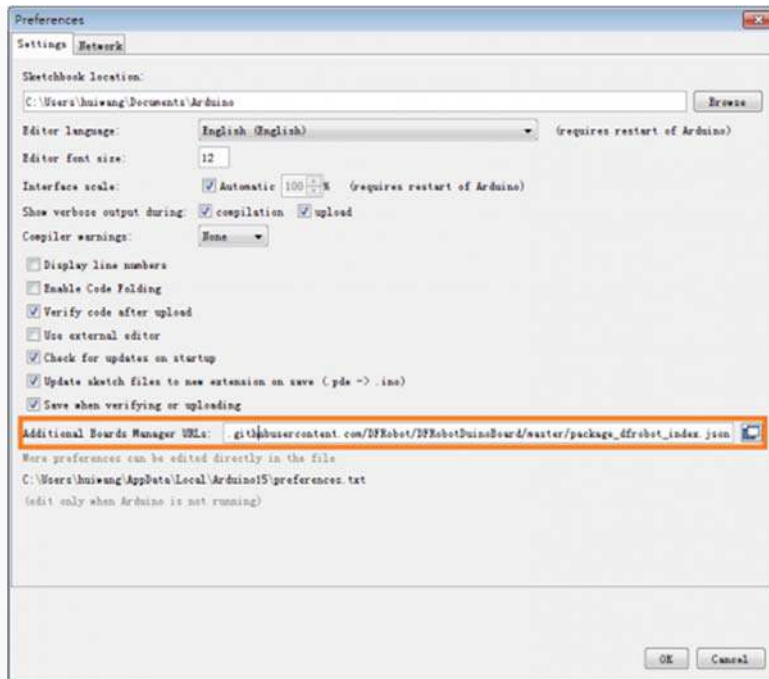 Preferences
Settings Network
Sketchbook location:
C:\Users\huiwang\Documents\Arduino Browse
Editor language: English (English) (requires restart of Arduino)
Editor font size: 12
Interface scale: Automatic 100 % (requires restart of Arduino)
Show verbose output during: compilation upload
Compiler warnings: None
Display line numbers
Enable Code Folding
Verify code after upload
Use external editor
Check for updates on startup
Update sketch files to new extension on save (.pde -> .ino)
Save when verifying or uploading
Additional Boards Manager URLs: .githubusercontent.com/DFRobot/DFRobotDuinoBoard/master/package_dfrobot_index.json
More preferences can be edited directly in the file
C:\Users\huiwang\AppData\Local\Arduino15\preferences.txt
(edit only when Arduino is not running)
OK Cancel